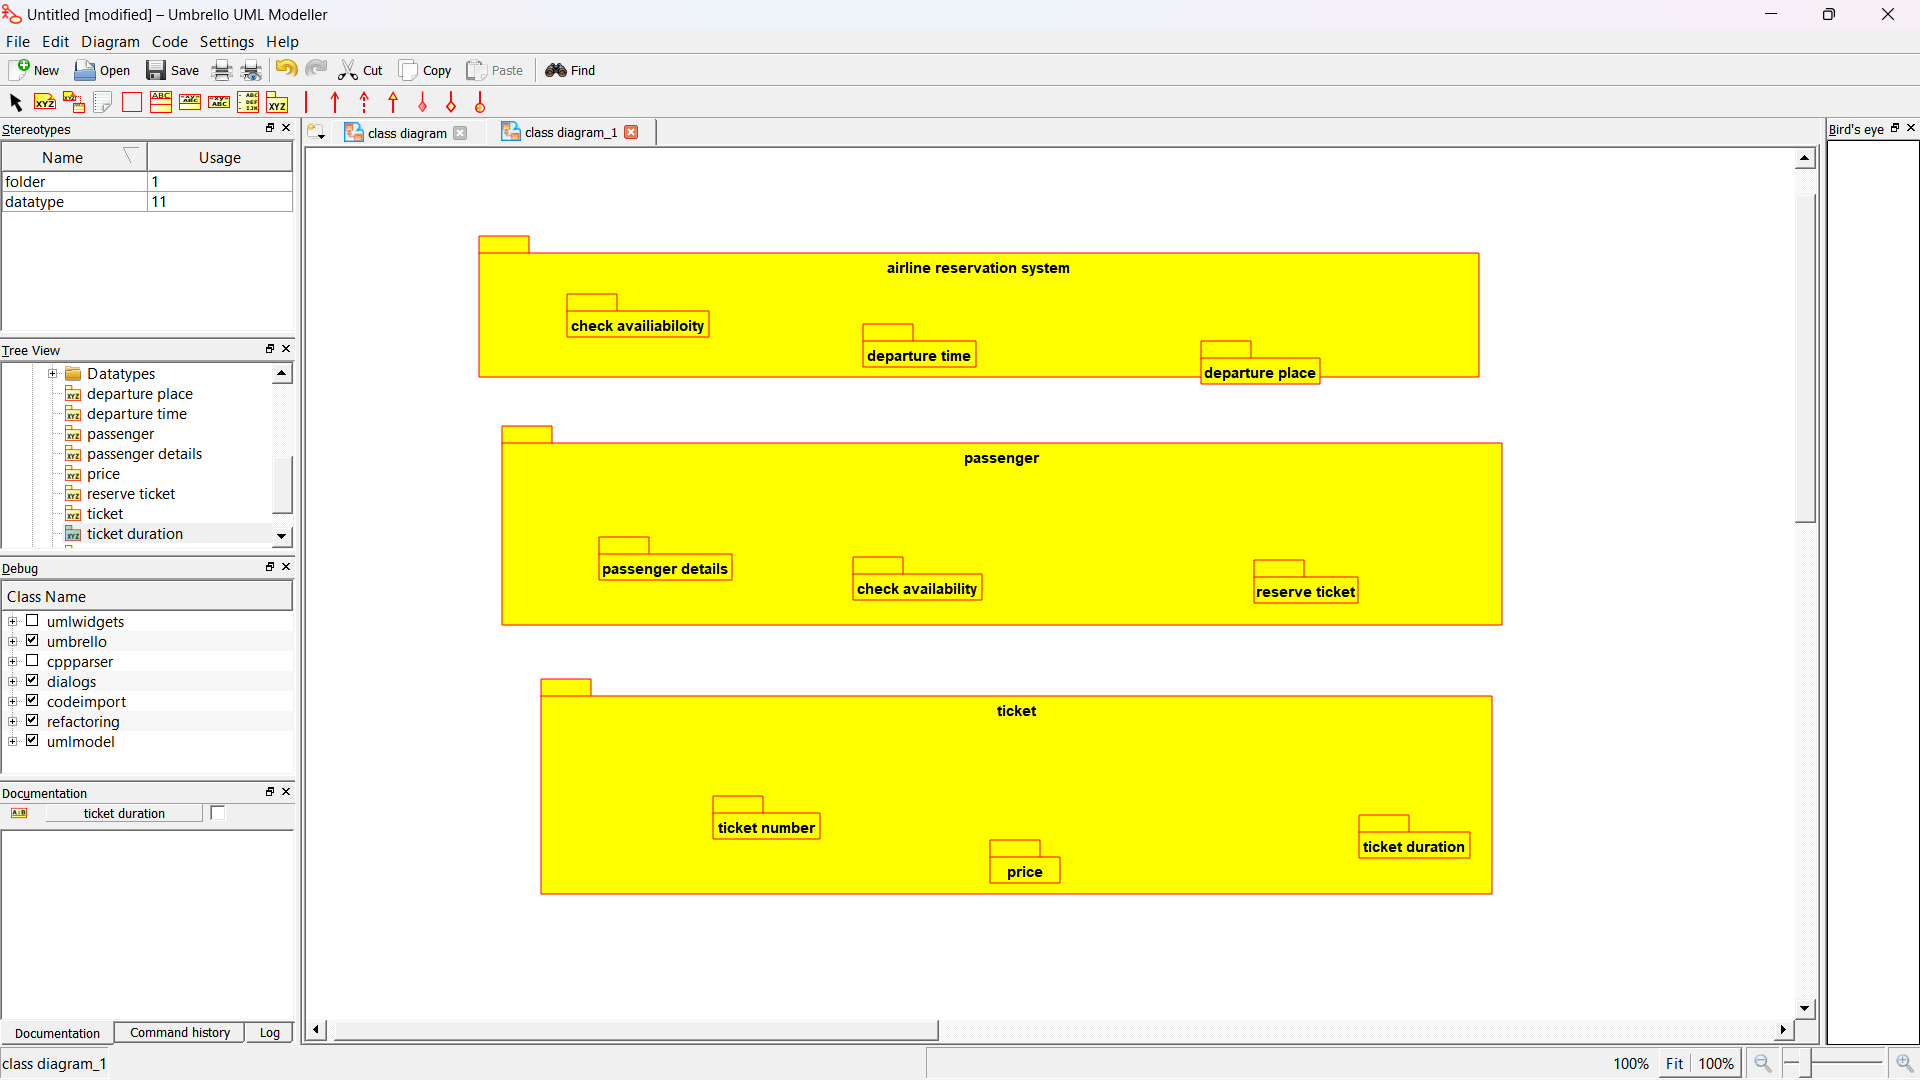 Untitled [modified] – Umbrello UML Modeller
File Edit Diagram Code Settings Help
New Open Save Cut Copy Paste Find
Stereotypes
Name Usage
folder 1
datatype 11
Tree View
Datatypes
departure place
departure time
passenger
passenger details
price
reserve ticket
ticket
ticket duration
Debug
Class Name
umlwidgets
umbrello
cppparser
dialogs
codeimport
refactoring
umlmodel
Documentation
ticket duration
Documentation Command history Log
class diagram class diagram_1
airline reservation system
check availiabiloity
departure time
departure place
passenger
passenger details
check availability
reserve ticket
ticket
ticket number
price
ticket duration
Bird's eye
class diagram_1
100% Fit 100%